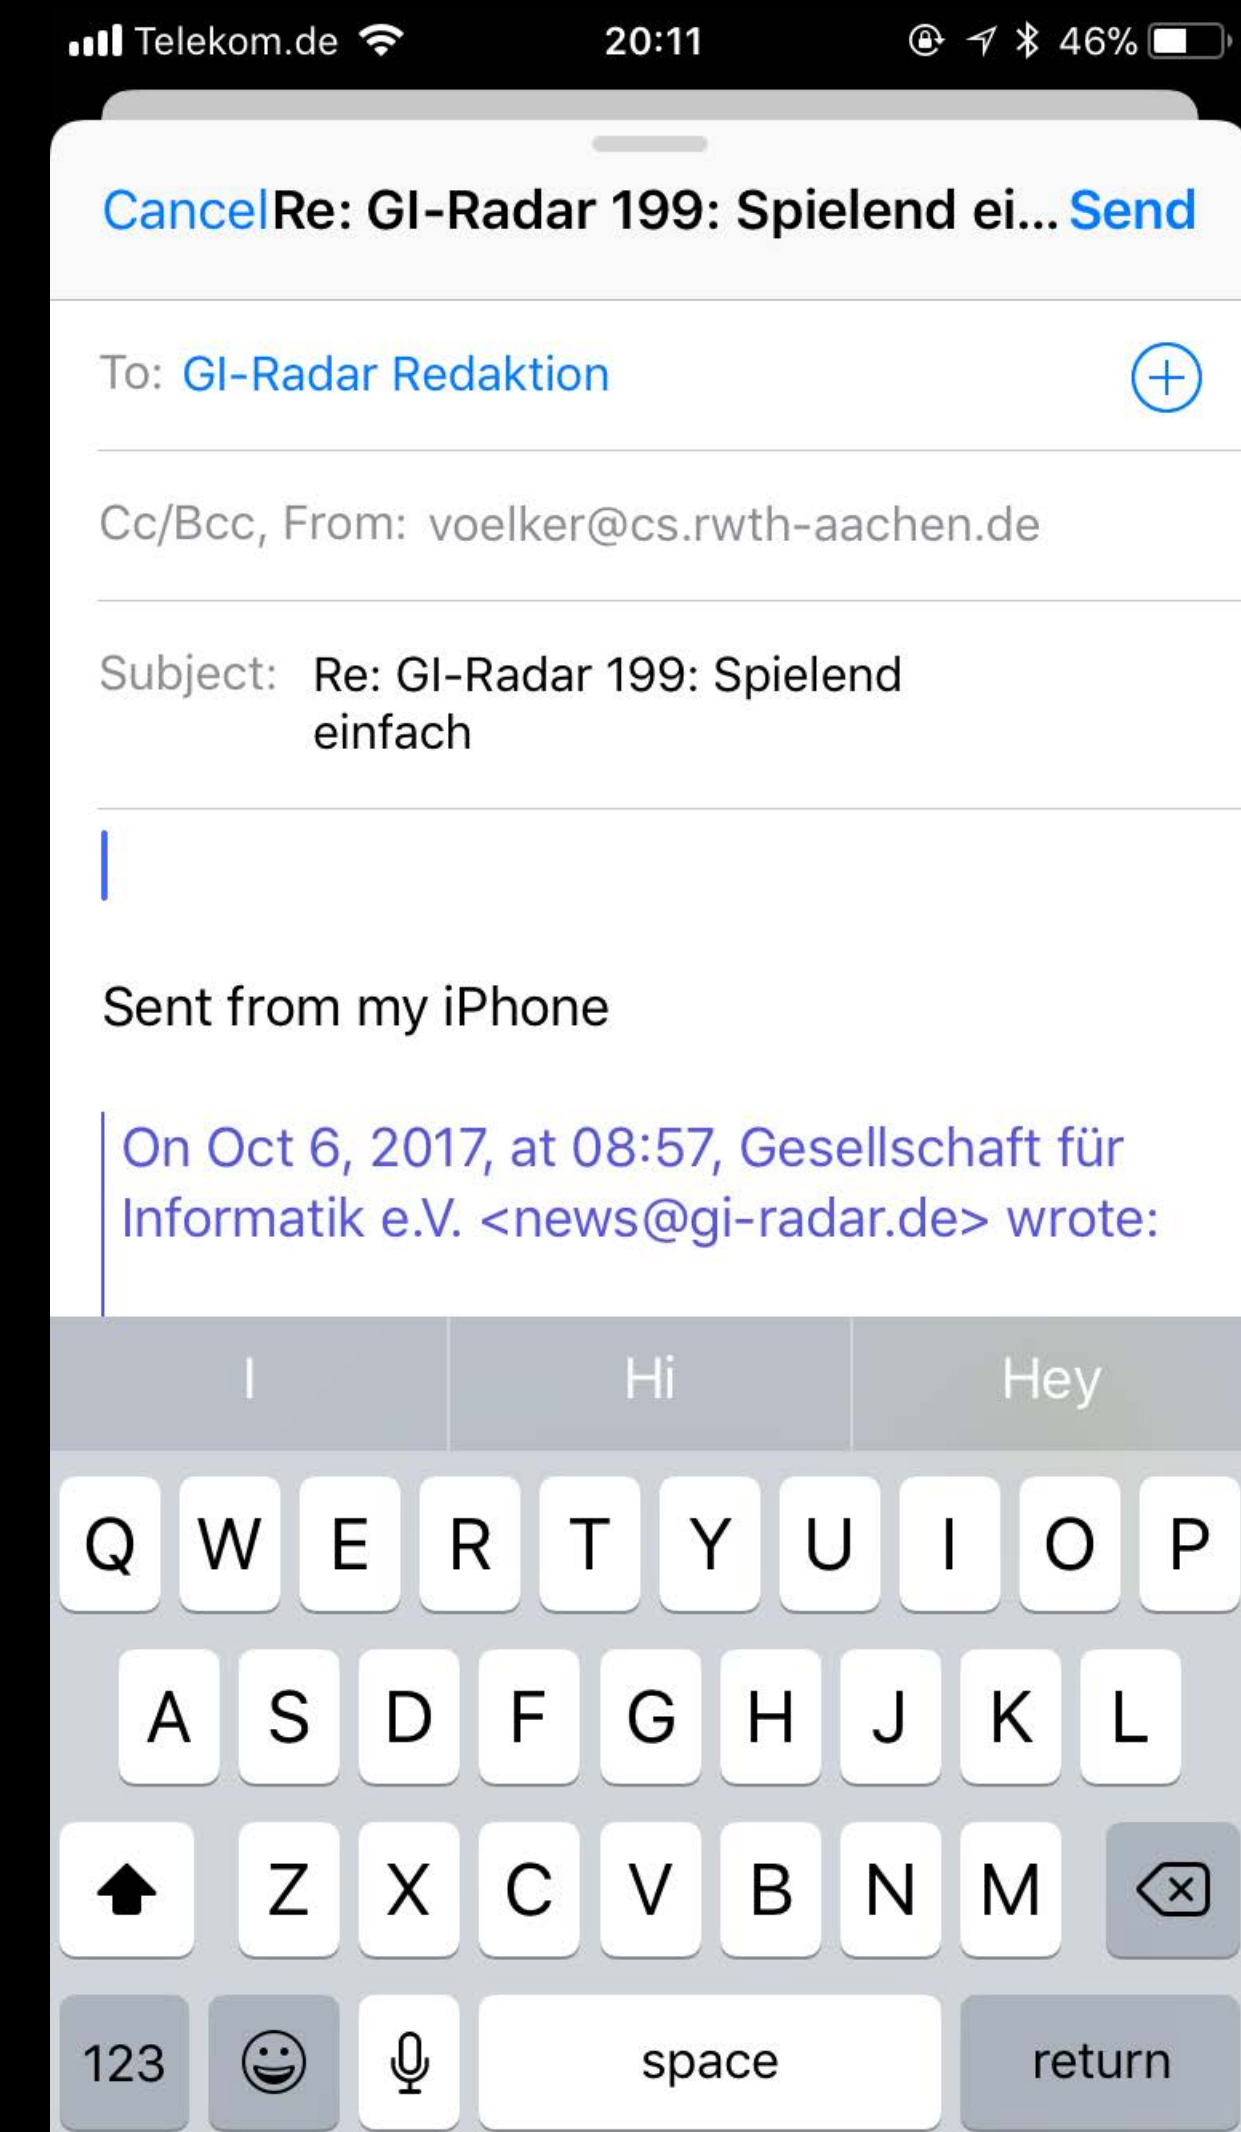 Telekom.de 20:11 46%
Cancel Re: GI-Radar 199: Spielend ei... Send
To: GI-Radar Redaktion
Cc/Bcc, From: voelker@cs.rwth-aachen.de
Subject: Re: GI-Radar 199: Spielend
einfach
Sent from my iPhone
On Oct 6, 2017, at 08:57, Gesellschaft für
Informatik e.V. <news@gi-radar.de> wrote:
I Hi Hey
Q W E R T Y U I O P
A S D F G H J K L
Z X C V B N M
123 space return